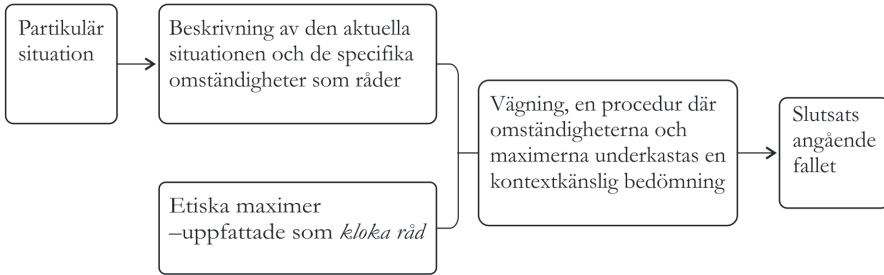 Partikulär
situation
Beskrivning av den aktuella
situationen och de specifika
omständigheter som råder
Etiska maximer
–uppfattade som kloka råd
Vägning, en procedur där
omständigheterna och
maximerna underkastas en
kontextkänslig bedömning
Slutsats
angående
fallet